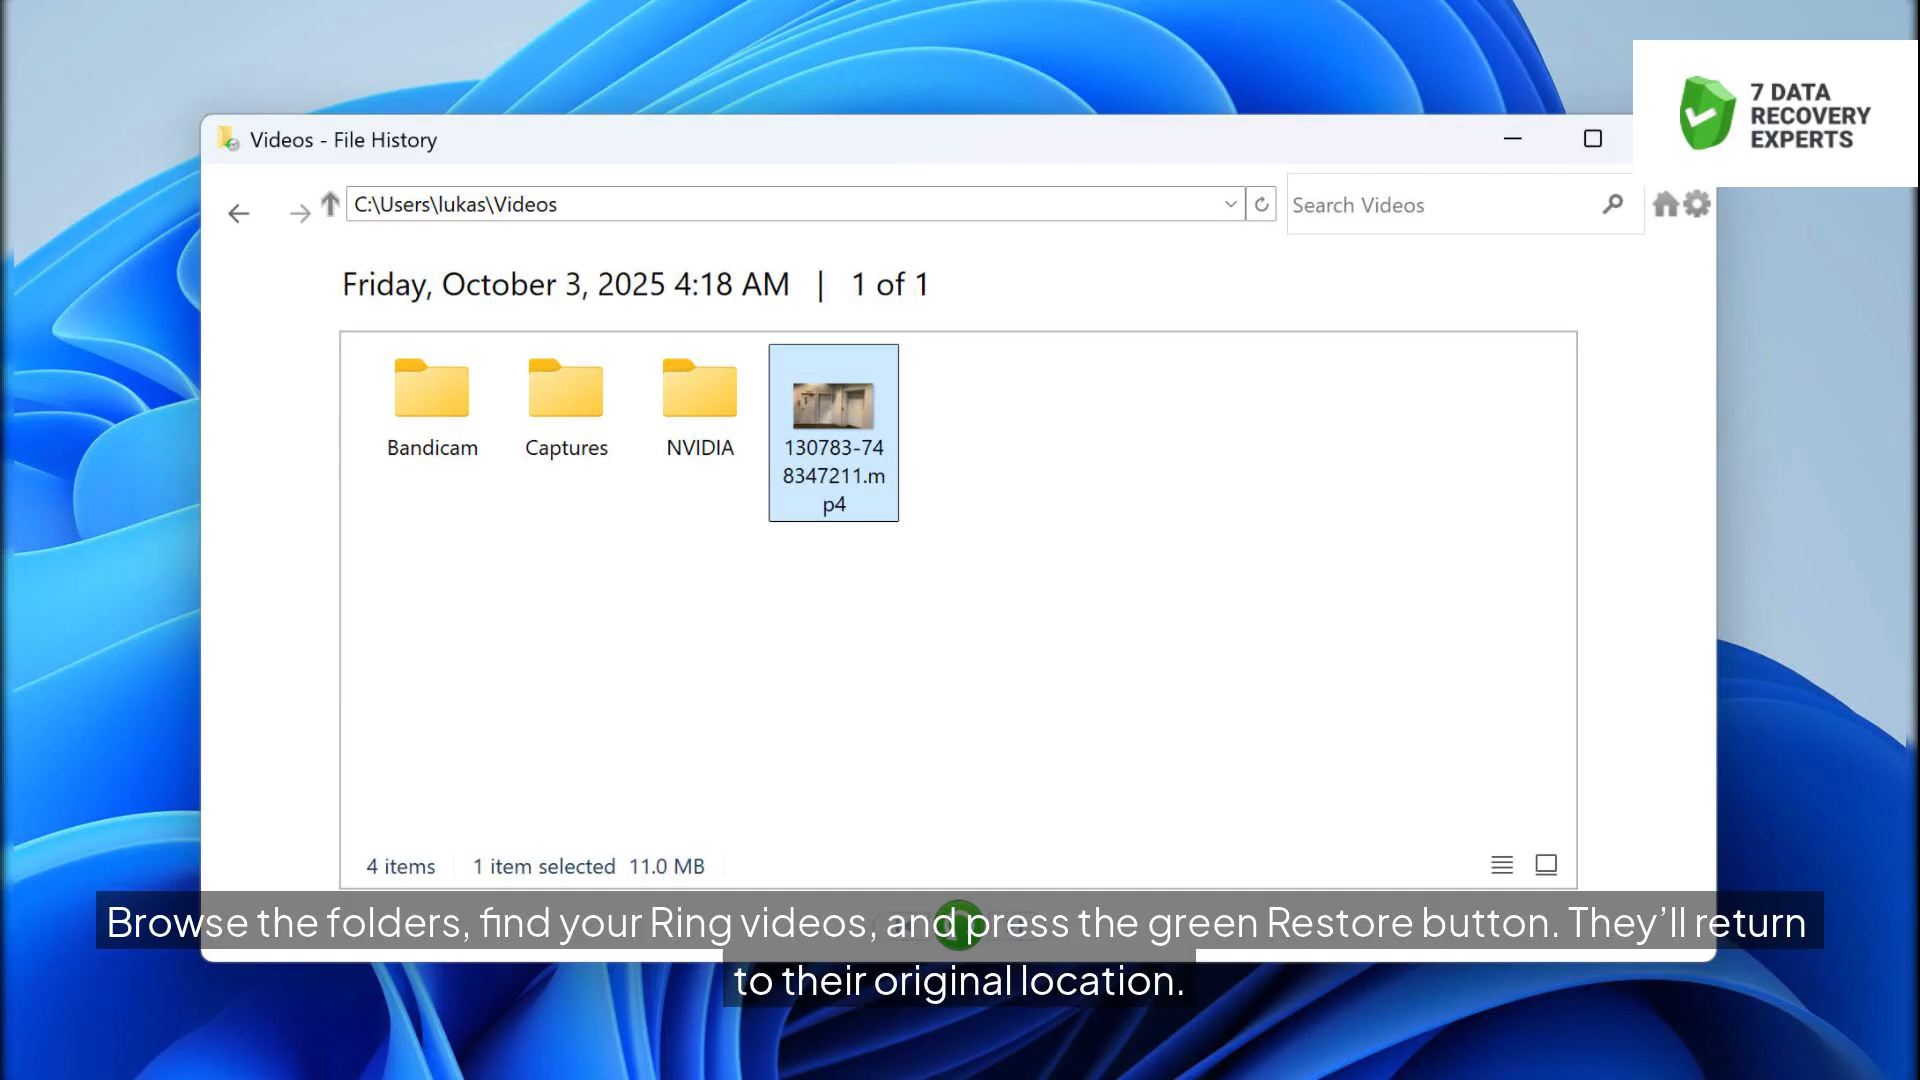 7 DATA
RECOVERY
EXPERTS
Videos - File History
C:\Users\lukas\Videos
Search Videos
Friday, October 3, 2025 4:18 AM | 1 of 1
Bandicam
Captures
NVIDIA
130783-74
8347211.m
p4
4 items 1 item selected 11.0 MB
Browse the folders, find your Ring videos, and press the green Restore button. They’ll return
to their original location.